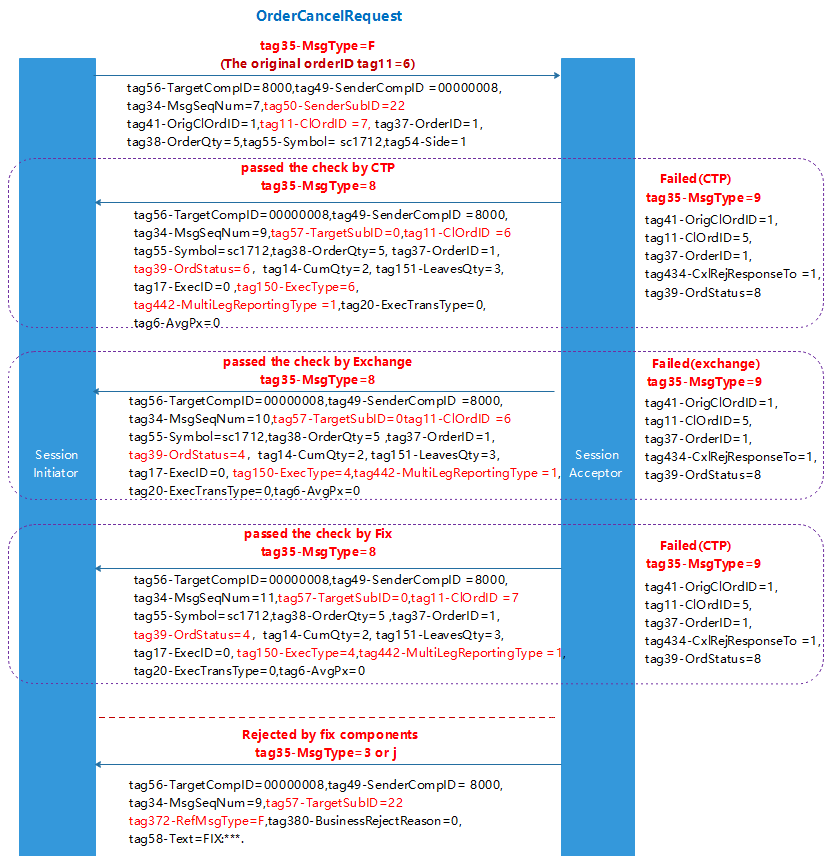 OrderCancelRequest
tag35-MsgType=F
(The original orderID tag11=6)
tag56-TargetCompID=8000,tag49-SenderCompID =00000008,
tag34-MsgSeqNum=7,tag50-SenderSubID=22
tag41-OrigClOrdID=1,tag11-ClOrdID =7, tag37-OrderID=1,
tag38-OrderQty=5,tag55-Symbol= sc1712,tag54-Side=1
passed the check by CTP
tag35-MsgType=8
tag56-TargetCompID=00000008,tag49-SenderCompID =8000,
tag34-MsgSeqNum=9,tag57-TargetSubID=0,tag11-ClOrdID =6
tag55-Symbol=sc1712,tag38-OrderQty=5, tag37-OrderID=1,
tag39-OrdStatus=6, tag14-CumQty=2, tag151-LeavesQty=3,
tag17-ExecID=0 ,tag150-ExecType=6,
tag442-MultiLegReportingType =1,tag20-ExecTransType=0,
tag6-AvgPx=0
Failed(CTP)
tag35-MsgType=9
tag41-OrigClOrdID=1,
tag11-ClOrdID=5,
tag37-OrderID=1,
tag434-CxlRejResponseTo =1,
tag39-OrdStatus=8
passed the check by Exchange
tag35-MsgType=8
tag56-TargetCompID=00000008,tag49-SenderCompID =8000,
tag34-MsgSeqNum=10,tag57-TargetSubID=0tag11-ClOrdID =6
tag55-Symbol=sc1712,tag38-OrderQty=5 ,tag37-OrderID=1,
tag39-OrdStatus=4, tag14-CumQty=2, tag151-LeavesQty=3,
tag17-ExecID=0, tag150-ExecType=4,tag442-MultiLegReportingType =1,
tag20-ExecTransType=0,tag6-AvgPx=0
Failed(exchange)
tag35-MsgType=9
tag41-OrigClOrdID=1,
tag11-ClOrdID=5,
tag37-OrderID=1,
tag434-CxlRejResponseTo=1,
tag39-OrdStatus=8
Session
Initiator
Session
Acceptor
passed the check by Fix
tag35-MsgType=8
tag56-TargetCompID=00000008,tag49-SenderCompID =8000,
tag34-MsgSeqNum=11,tag57-TargetSubID=0,tag11-ClOrdID =7
tag55-Symbol=sc1712,tag38-OrderQty=5 ,tag37-OrderID=1,
tag39-OrdStatus=4, tag14-CumQty=2, tag151-LeavesQty=3,
tag17-ExecID=0, tag150-ExecType=4,tag442-MultiLegReportingType =1,
tag20-ExecTransType=0,tag6-AvgPx=0
Failed(CTP)
tag35-MsgType=9
tag41-OrigClOrdID=1,
tag11-ClOrdID=5,
tag37-OrderID=1,
tag434-CxlRejResponseTo =1,
tag39-OrdStatus=8
Rejected by fix components
tag35-MsgType=3 or j
tag56-TargetCompID=00000008,tag49-SenderCompID= 8000,
tag34-MsgSeqNum=9,tag57-TargetSubID=22
tag372-RefMsgType=F,tag380-BusinessRejectReason=0,
tag58-Text=FIX:***.